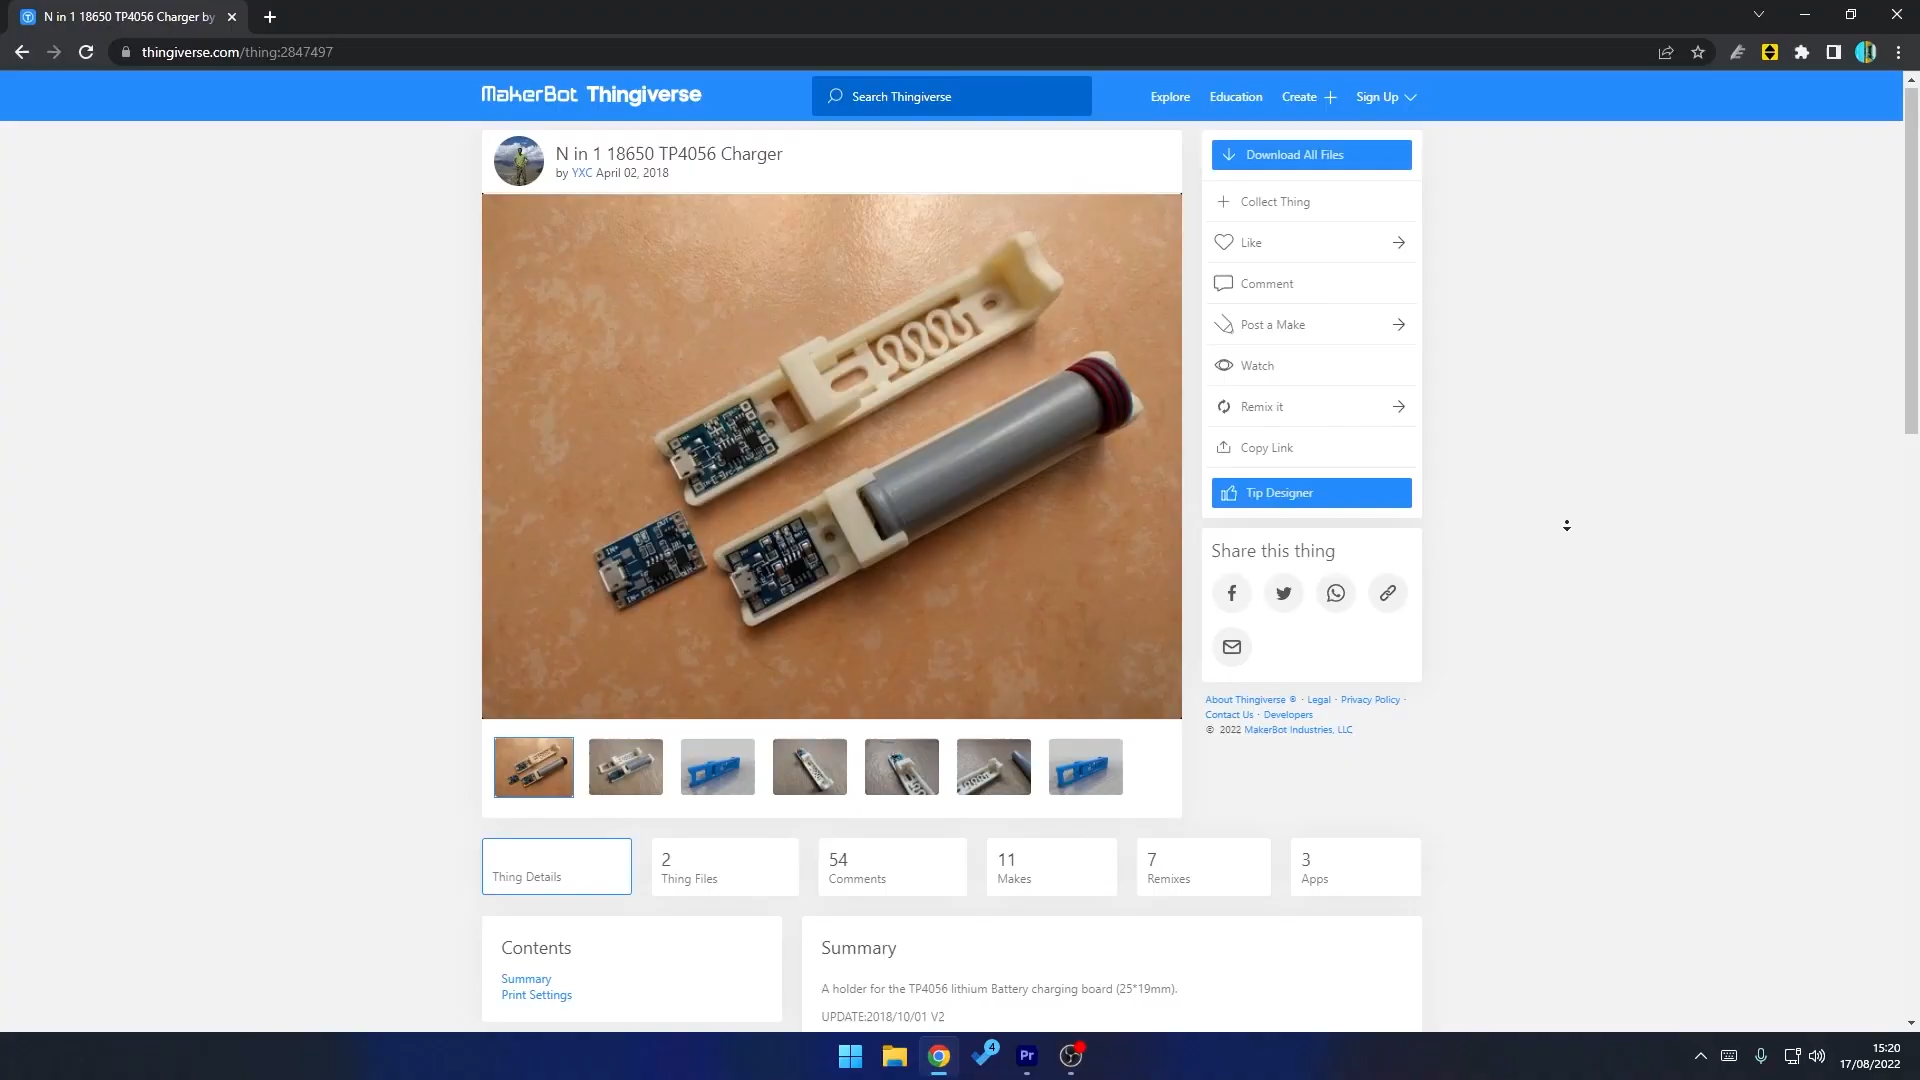 N in 1 18650 TP4056 Charger by
thingiverse.com/thing:2847497
MakerBot Thingiverse
Search Thingiverse
Explore
Education
Create
Sign Up
N in 1 18650 TP4056 Charger
by YXC April 02, 2018
Download All Files
Collect Thing
Like
Comment
Post a Make
Watch
Remix it
Copy Link
Tip Designer
Share this thing
About Thingiverse ® · Legal · Privacy Policy ·
Contact Us · Developers
© 2022 MakerBot Industries, LLC
Thing Details
2
Thing Files
54
Comments
11
Makes
7
Remixes
3
Apps
Contents
Summary
Print Settings
Summary
A holder for the TP4056 lithium Battery charging board (25*19mm).
UPDATE:2018/10/01 V2
4
Pr
15:20
17/08/2022